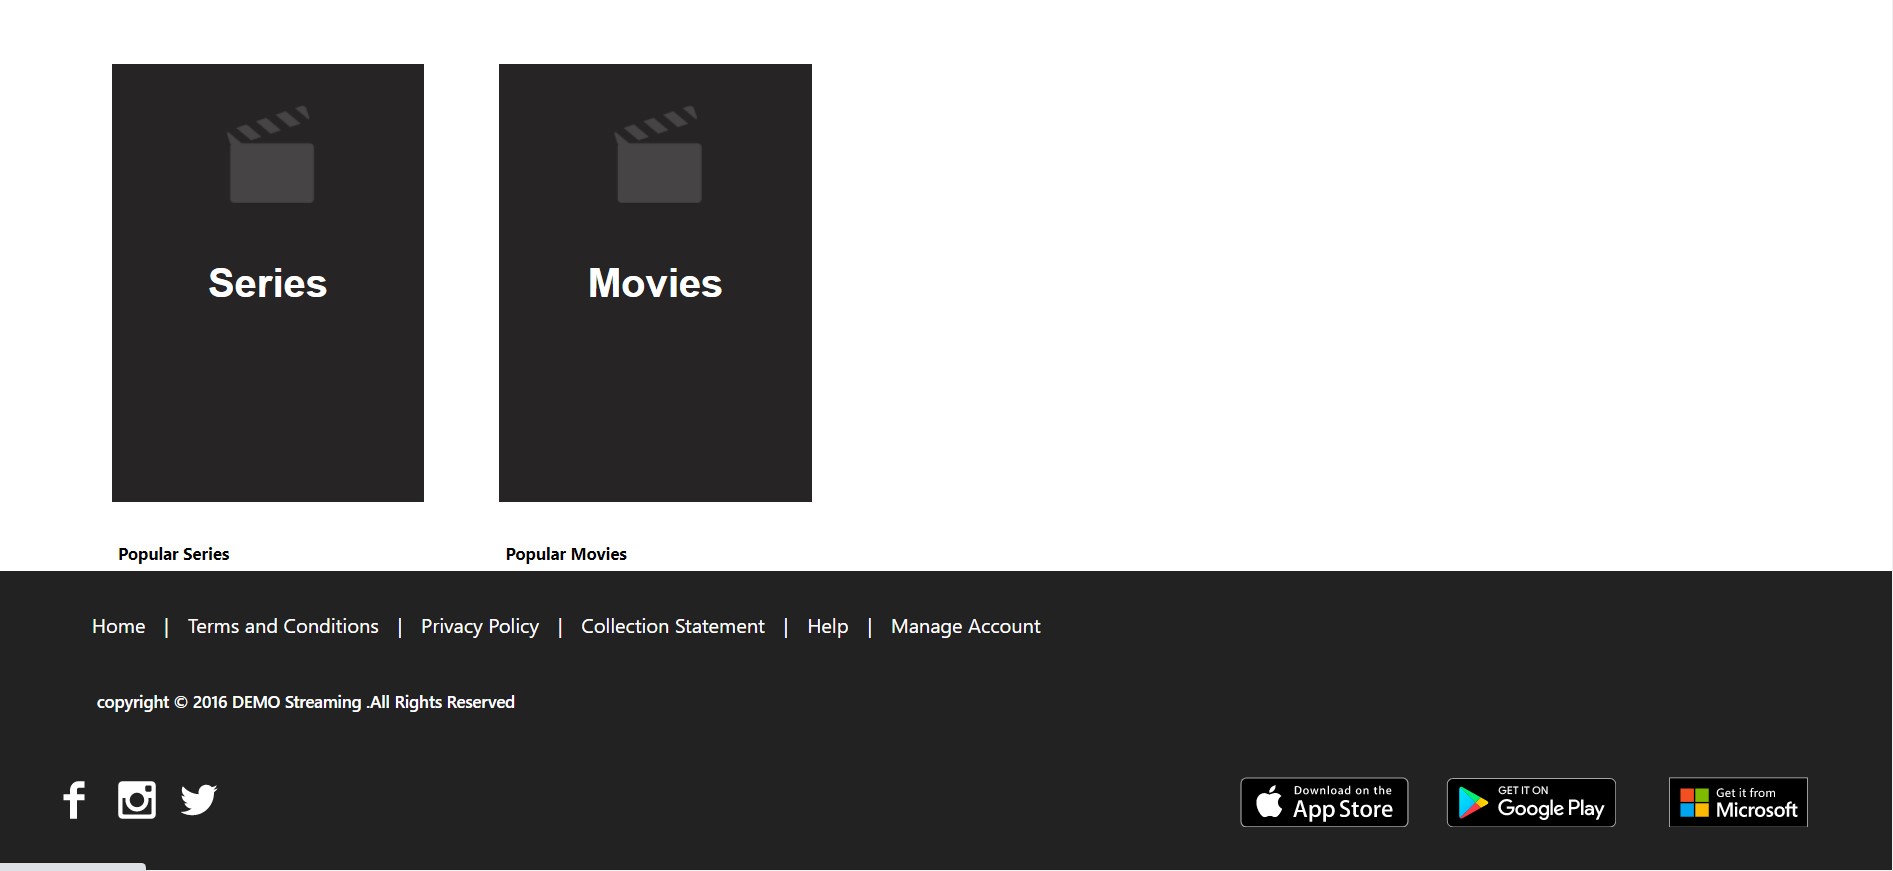 Series
Movies
Popular Series
Popular Movies
Home | Terms and Conditions | Privacy Policy | Collection Statement | Help | Manage Account
copyright © 2016 DEMO Streaming .All Rights Reserved
Download on the
App Store
GET IT ON
Google Play
Get it from
Microsoft